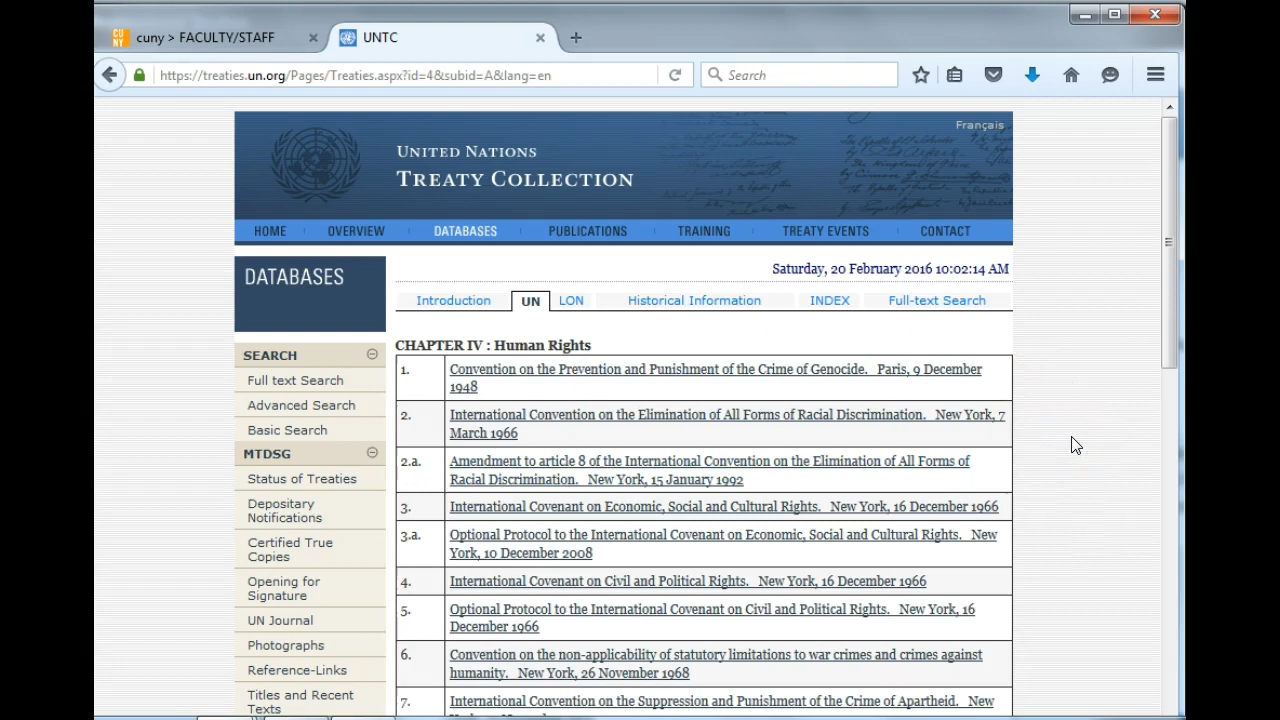 cuny > FACULTY/STAFF
UNTC
https://treaties.un.org/Pages/Treaties.aspx?id=4&subid=A&lang=en
Search
Français
UNITED NATIONS
TREATY COLLECTION
HOME
OVERVIEW
DATABASES
PUBLICATIONS
TRAINING
TREATY EVENTS
CONTACT
DATABASES
Saturday, 20 February 2016 10:02:14 AM
Introduction
UN
LON
Historical Information
INDEX
Full-text Search
SEARCH
Full text Search
Advanced Search
Basic Search
MTDSG
Status of Treaties
Depositary
Notifications
Certified True
Copies
Opening for
Signature
UN Journal
Photographs
Reference-Links
Titles and Recent
Texts
CHAPTER IV : Human Rights
1. Convention on the Prevention and Punishment of the Crime of Genocide. Paris, 9 December
1948
2. International Convention on the Elimination of All Forms of Racial Discrimination. New York, 7
March 1966
2.a. Amendment to article 8 of the International Convention on the Elimination of All Forms of
Racial Discrimination. New York, 15 January 1992
3. International Covenant on Economic, Social and Cultural Rights. New York, 16 December 1966
3.a. Optional Protocol to the International Covenant on Economic, Social and Cultural Rights. New
York, 10 December 2008
4. International Covenant on Civil and Political Rights. New York, 16 December 1966
5. Optional Protocol to the International Covenant on Civil and Political Rights. New York, 16
December 1966
6. Convention on the non-applicability of statutory limitations to war crimes and crimes against
humanity. New York, 26 November 1968
7. International Convention on the Suppression and Punishment of the Crime of Apartheid. New